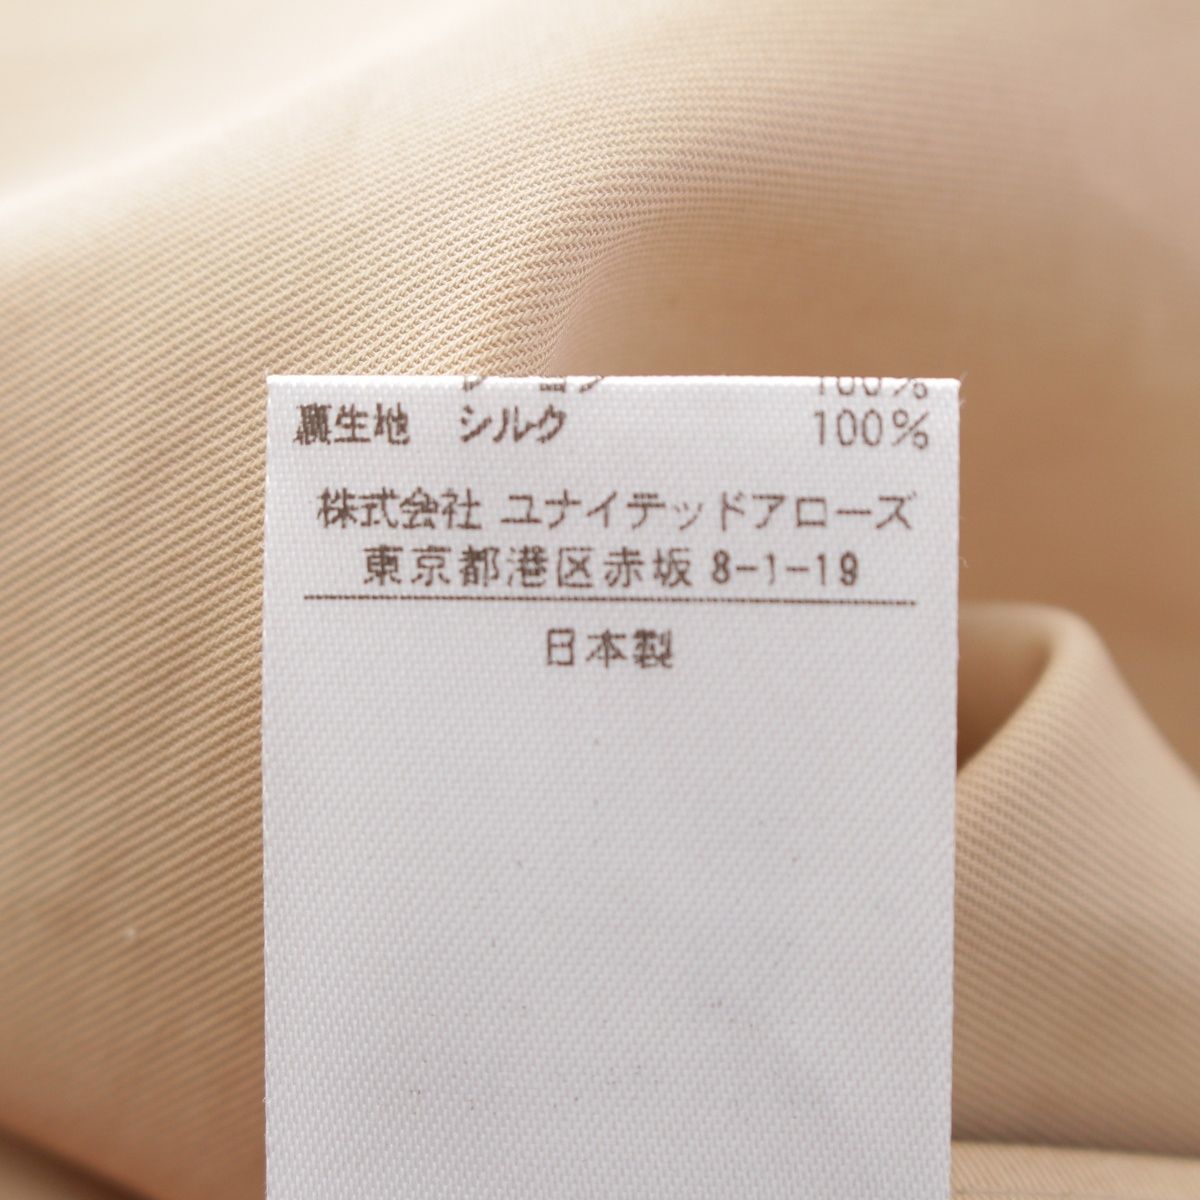 100%
裏生地 シルク 100%
株式会社 ユナイテッドアローズ
東京都港区赤坂 8-1-19
日本製